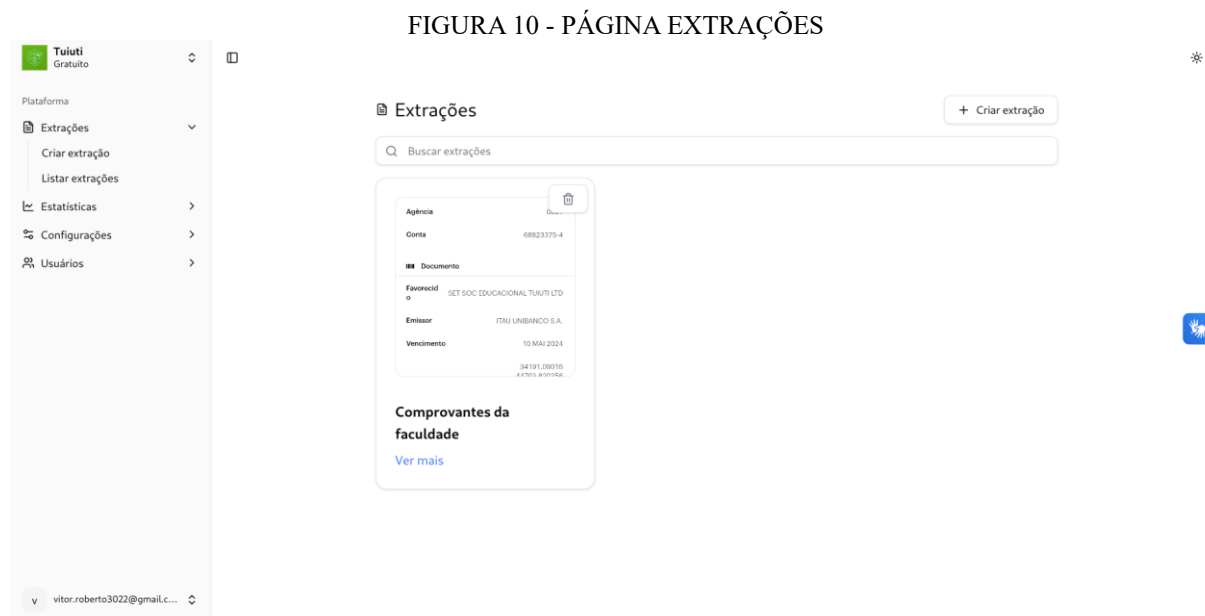 FIGURA 10 - PÁGINA EXTRAÇÕES
Tuiuti
Gratuito
Plataforma
Extrações
Criar extração
Listar extrações
Estatísticas
Configurações
Usuários
vitor.roberto3022@gmail.c...
V
Extrações
+ Criar extração
Buscar extrações
Agência
Conta 68923375-4
Documento
Favorecid
o
SET SOC EDUCACIONAL TUIUTI LTD
Emissor ITAU UNIBANCO S.A.
Vencimento 10 MAI 2024
34191.09016
Comprovantes da
faculdade
Ver mais